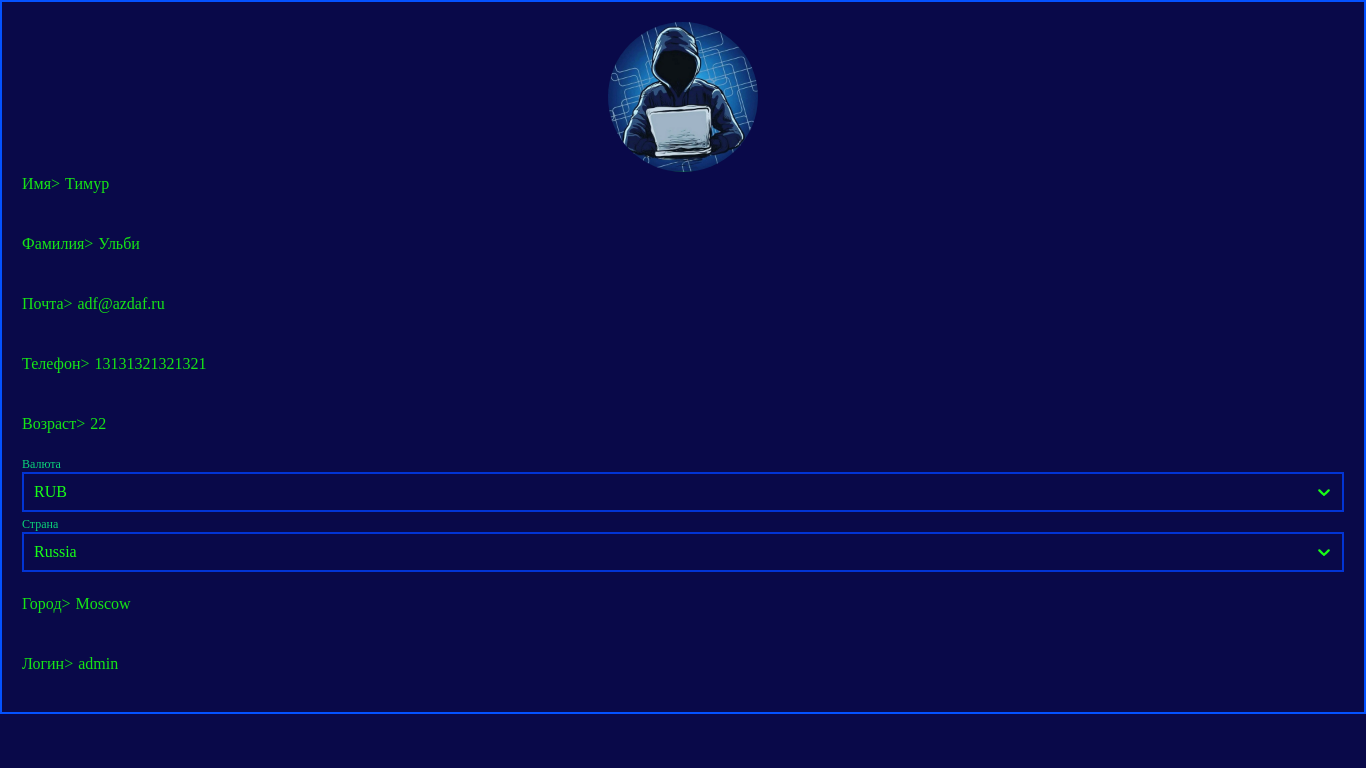 Имя> Тимур
Фамилия> Ульби
Почта> adf@azdaf.ru
Телефон> 13131321321321
Возраст> 22
Валюта
RUB
Страна
Russia
Город> Moscow
Логин> admin